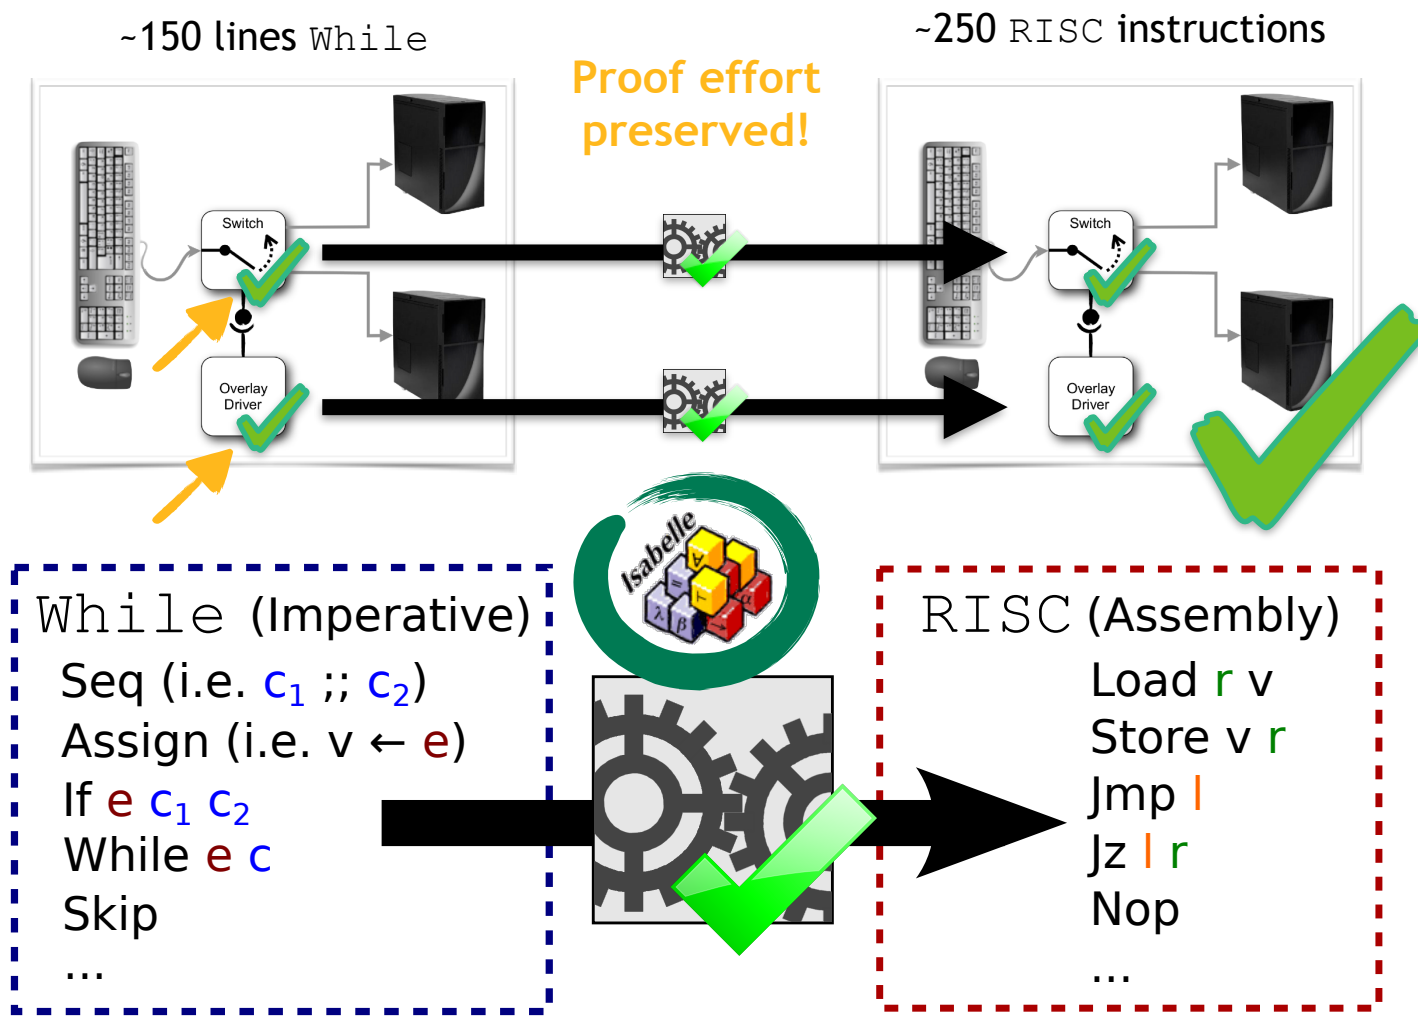 ~150 lines While
~250 RISC instructions
Proof effort
preserved!
Switch
Overlay
Driver
Switch
Overlay
Driver
Isabelle
∀
=
λ
β
→
α
While (Imperative)
Seq (i.e. c₁ ;; c₂)
Assign (i.e. v ← e)
If e c₁ c₂
While e c
Skip
...
RISC (Assembly)
Load r v
Store v r
Jmp l
Jz l r
Nop
...